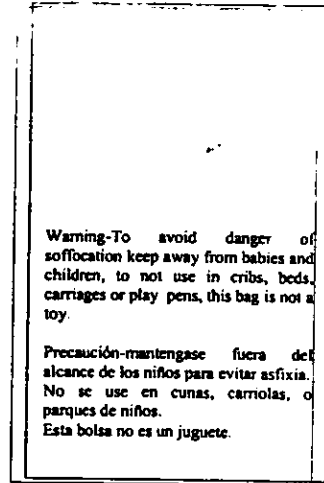 Warning-To avoid danger of
soffocation keep away from babies and
children, to not use in cribs, beds,
carriages or play pens, this bag is not a
toy.
Precaución-mantengase fuera del
alcance de los niños para evitar asfixia.
No se use en cunas, carriolas, o
parques de niños.
Esta bolsa no es un juguete.